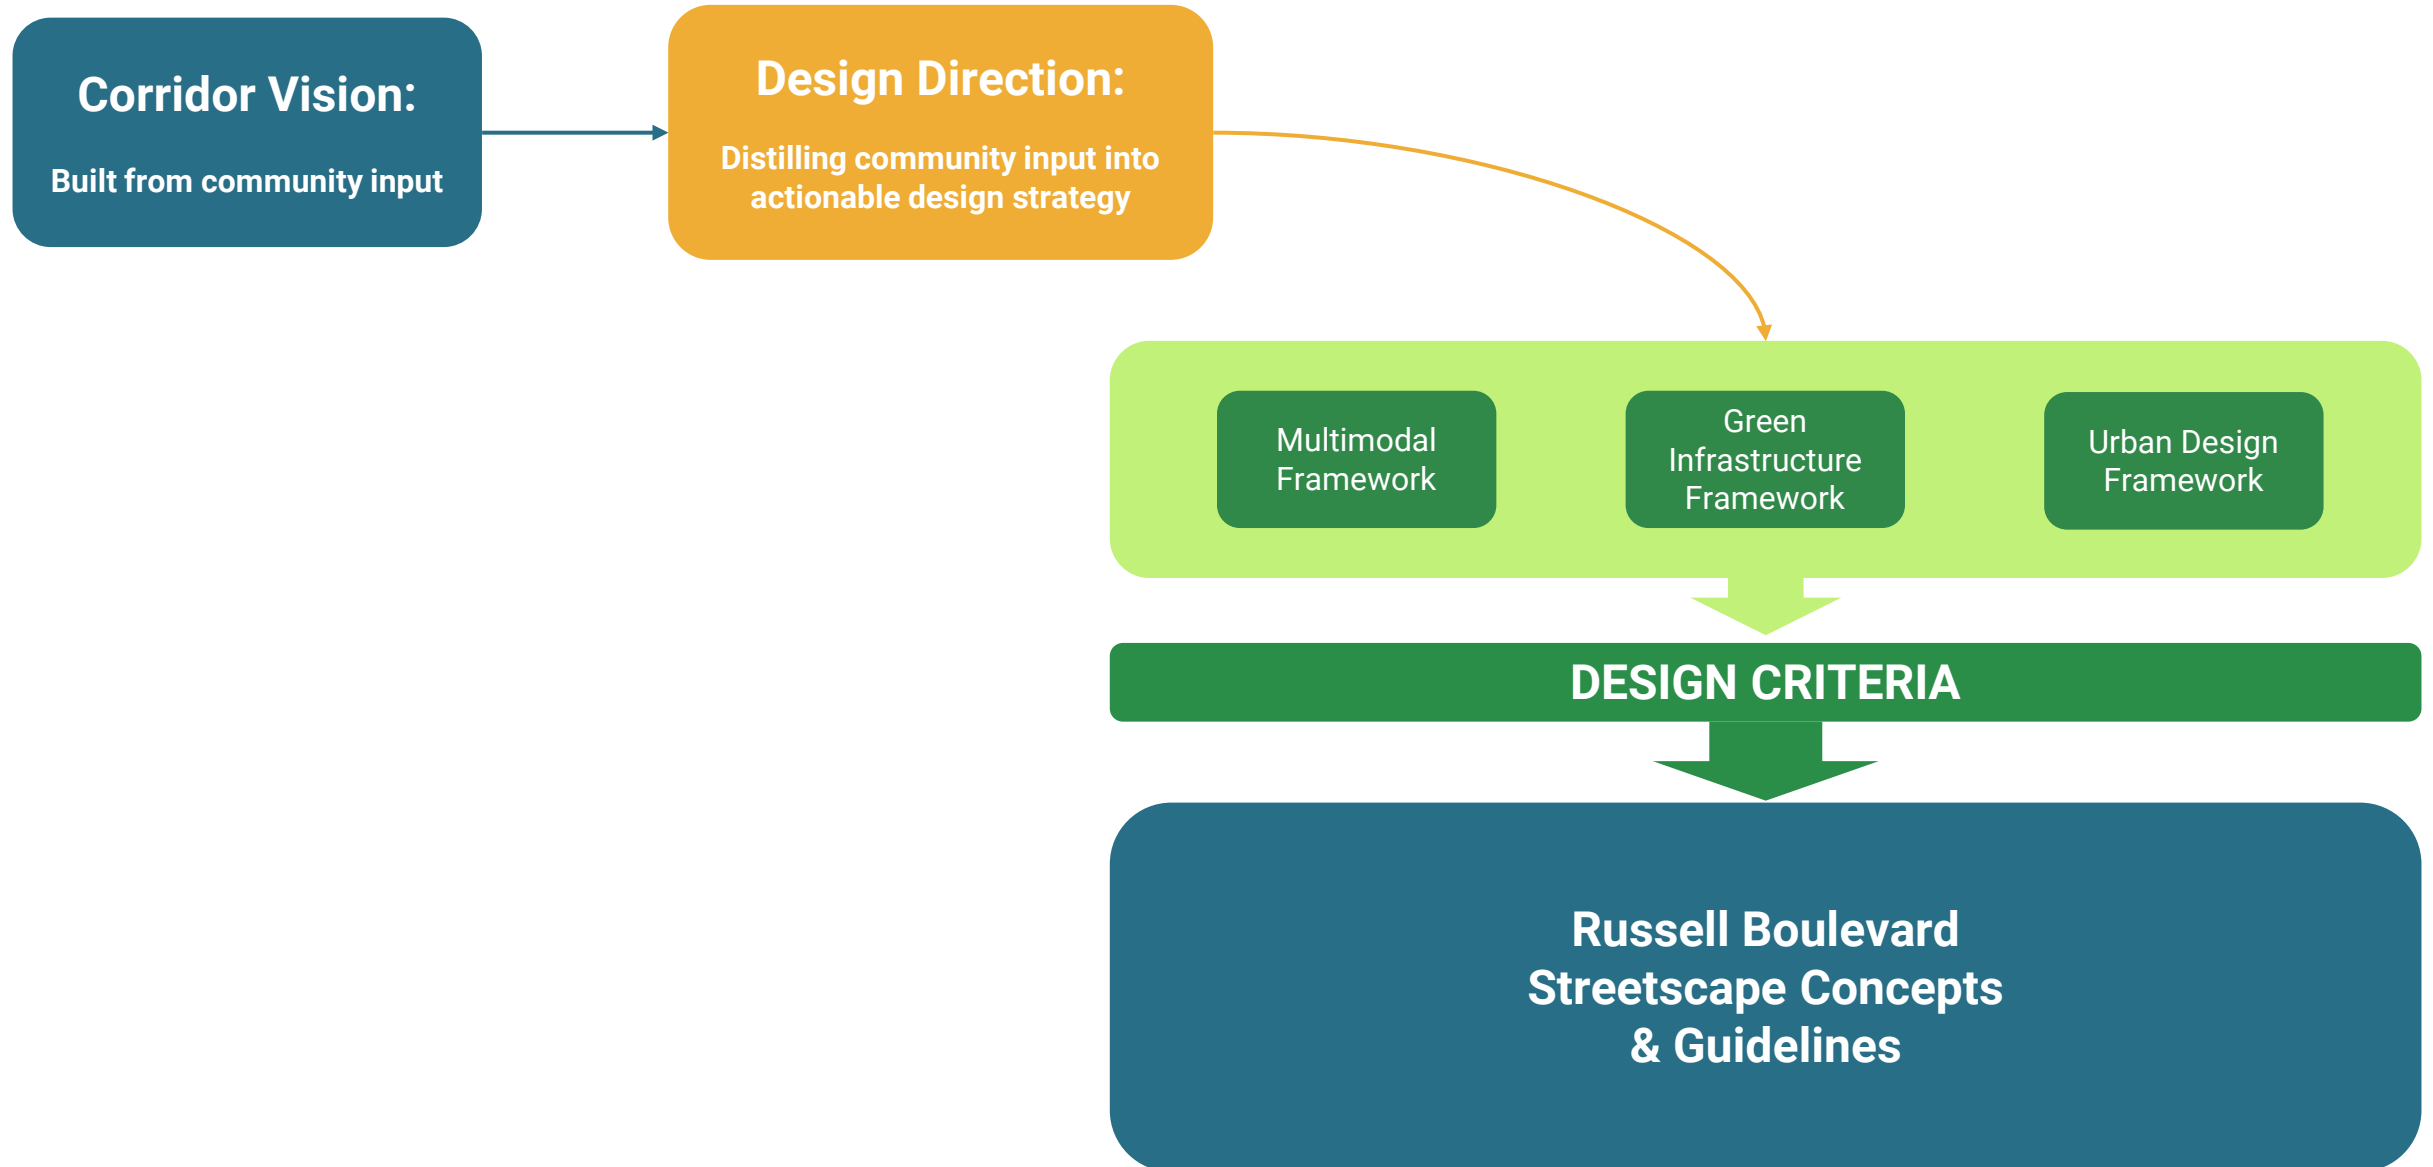 Corridor Vision:
Built from community input
Design Direction:
Distilling community input into
actionable design strategy
Multimodal
Framework
Green
Infrastructure
Framework
Urban Design
Framework
DESIGN CRITERIA
Russell Boulevard
Streetscape Concepts
& Guidelines